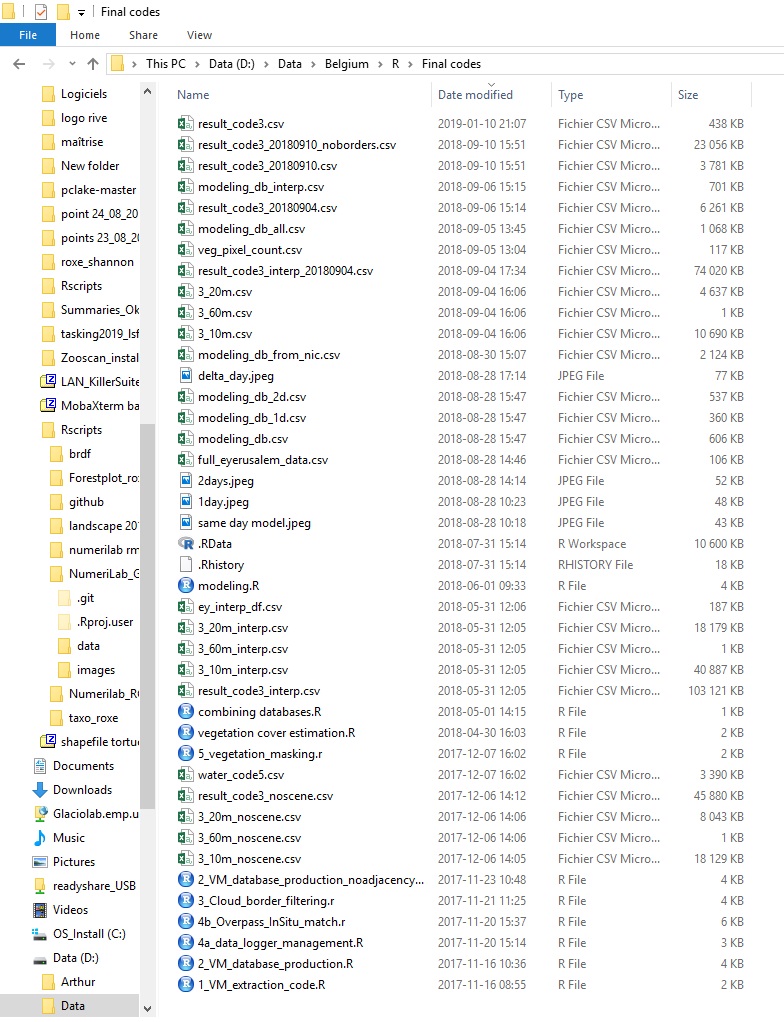 Final codes
File Home Share View
This PC Data (D:) Data Belgium R Final codes
Logiciels
logo rive
maîtrise
New folder
pclake-master
point 24_08_20
points 23_08_20
roxe_shannon
Rscripts
Summaries_Ok
tasking2019_lsf
Zooscan_instal
LAN_KillerSuite
MobaXterm ba
Rscripts
brdf
Forestplot_rox
github
landscape 201
numerilab rm
NumeriLab_G
.git
.Rproj.user
data
images
Numerilab_R
taxo_roxe
shapefile tortu
Documents
Downloads
Glaciolab.emp.u
Music
Pictures
readyshare_USB
Videos
OS_Install (C:)
Data (D:)
Arthur
Data
Name Date modified Type Size
result_code3.csv 2019-01-10 21:07 Fichier CSV Micro... 438 KB
result_code3_20180910_noborders.csv 2018-09-10 15:51 Fichier CSV Micro... 23 056 KB
result_code3_20180910.csv 2018-09-10 15:51 Fichier CSV Micro... 3 781 KB
modeling_db_interp.csv 2018-09-06 15:15 Fichier CSV Micro... 701 KB
result_code3_20180904.csv 2018-09-06 15:14 Fichier CSV Micro... 6 261 KB
modeling_db_all.csv 2018-09-05 13:45 Fichier CSV Micro... 1 068 KB
veg_pixel_count.csv 2018-09-05 13:04 Fichier CSV Micro... 117 KB
result_code3_interp_20180904.csv 2018-09-04 17:34 Fichier CSV Micro... 74 020 KB
3_20m.csv 2018-09-04 16:06 Fichier CSV Micro... 4 637 KB
3_60m.csv 2018-09-04 16:06 Fichier CSV Micro... 1 KB
3_10m.csv 2018-09-04 16:06 Fichier CSV Micro... 10 690 KB
modeling_db_from_nic.csv 2018-08-30 15:07 Fichier CSV Micro... 2 124 KB
delta_day.jpeg 2018-08-28 17:14 JPEG File 77 KB
modeling_db_2d.csv 2018-08-28 15:47 Fichier CSV Micro... 537 KB
modeling_db_1d.csv 2018-08-28 15:47 Fichier CSV Micro... 360 KB
modeling_db.csv 2018-08-28 15:47 Fichier CSV Micro... 606 KB
full_eyerusalem_data.csv 2018-08-28 14:46 Fichier CSV Micro... 106 KB
2days.jpeg 2018-08-28 14:14 JPEG File 52 KB
1day.jpeg 2018-08-28 10:23 JPEG File 48 KB
same day model.jpeg 2018-08-28 10:18 JPEG File 43 KB
.RData 2018-07-31 15:14 R Workspace 10 600 KB
.Rhistory 2018-07-31 15:14 RHISTORY File 18 KB
modeling.R 2018-06-01 09:33 R File 4 KB
ey_interp_df.csv 2018-05-31 12:06 Fichier CSV Micro... 187 KB
3_20m_interp.csv 2018-05-31 12:05 Fichier CSV Micro... 18 179 KB
3_60m_interp.csv 2018-05-31 12:05 Fichier CSV Micro... 1 KB
3_10m_interp.csv 2018-05-31 12:05 Fichier CSV Micro... 40 887 KB
result_code3_interp.csv 2018-05-31 12:05 Fichier CSV Micro... 103 121 KB
combining databases.R 2018-05-01 14:15 R File 1 KB
vegetation cover estimation.R 2018-04-30 16:03 R File 2 KB
5_vegetation_masking.r 2017-12-07 16:02 R File 2 KB
water_code5.csv 2017-12-07 16:02 Fichier CSV Micro... 3 390 KB
result_code3_noscene.csv 2017-12-06 14:12 Fichier CSV Micro... 45 880 KB
3_20m_noscene.csv 2017-12-06 14:06 Fichier CSV Micro... 8 043 KB
3_60m_noscene.csv 2017-12-06 14:06 Fichier CSV Micro... 1 KB
3_10m_noscene.csv 2017-12-06 14:05 Fichier CSV Micro... 18 129 KB
2_VM_database_production_noadjacency... 2017-11-23 10:48 R File 4 KB
3_Cloud_border_filtering.r 2017-11-21 11:25 R File 4 KB
4b_Overpass_InSitu_match.r 2017-11-20 15:37 R File 6 KB
4a_data_logger_management.R 2017-11-20 15:14 R File 3 KB
2_VM_database_production.R 2017-11-16 10:36 R File 4 KB
1_VM_extraction_code.R 2017-11-16 08:55 R File 2 KB